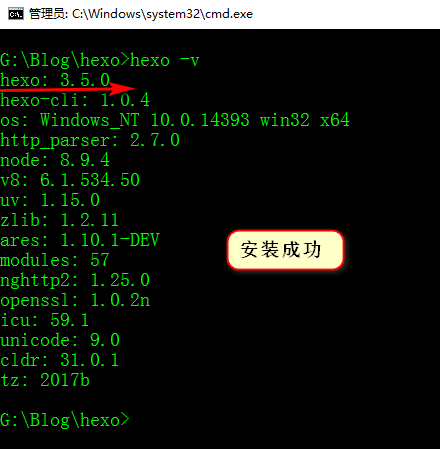 管理员: C:\Windows\system32\cmd.exe
G:\Blog\hexo>hexo -v
hexo: 3.5.0
hexo-cli: 1.0.4
os: Windows_NT 10.0.14393 win32 x64
http_parser: 2.7.0
node: 8.9.4
v8: 6.1.534.50
uv: 1.15.0
zlib: 1.2.11
ares: 1.10.1-DEV
modules: 57
nghttp2: 1.25.0
openssl: 1.0.2n
icu: 59.1
unicode: 9.0
cldr: 31.0.1
tz: 2017b
安装成功
G:\Blog\hexo>